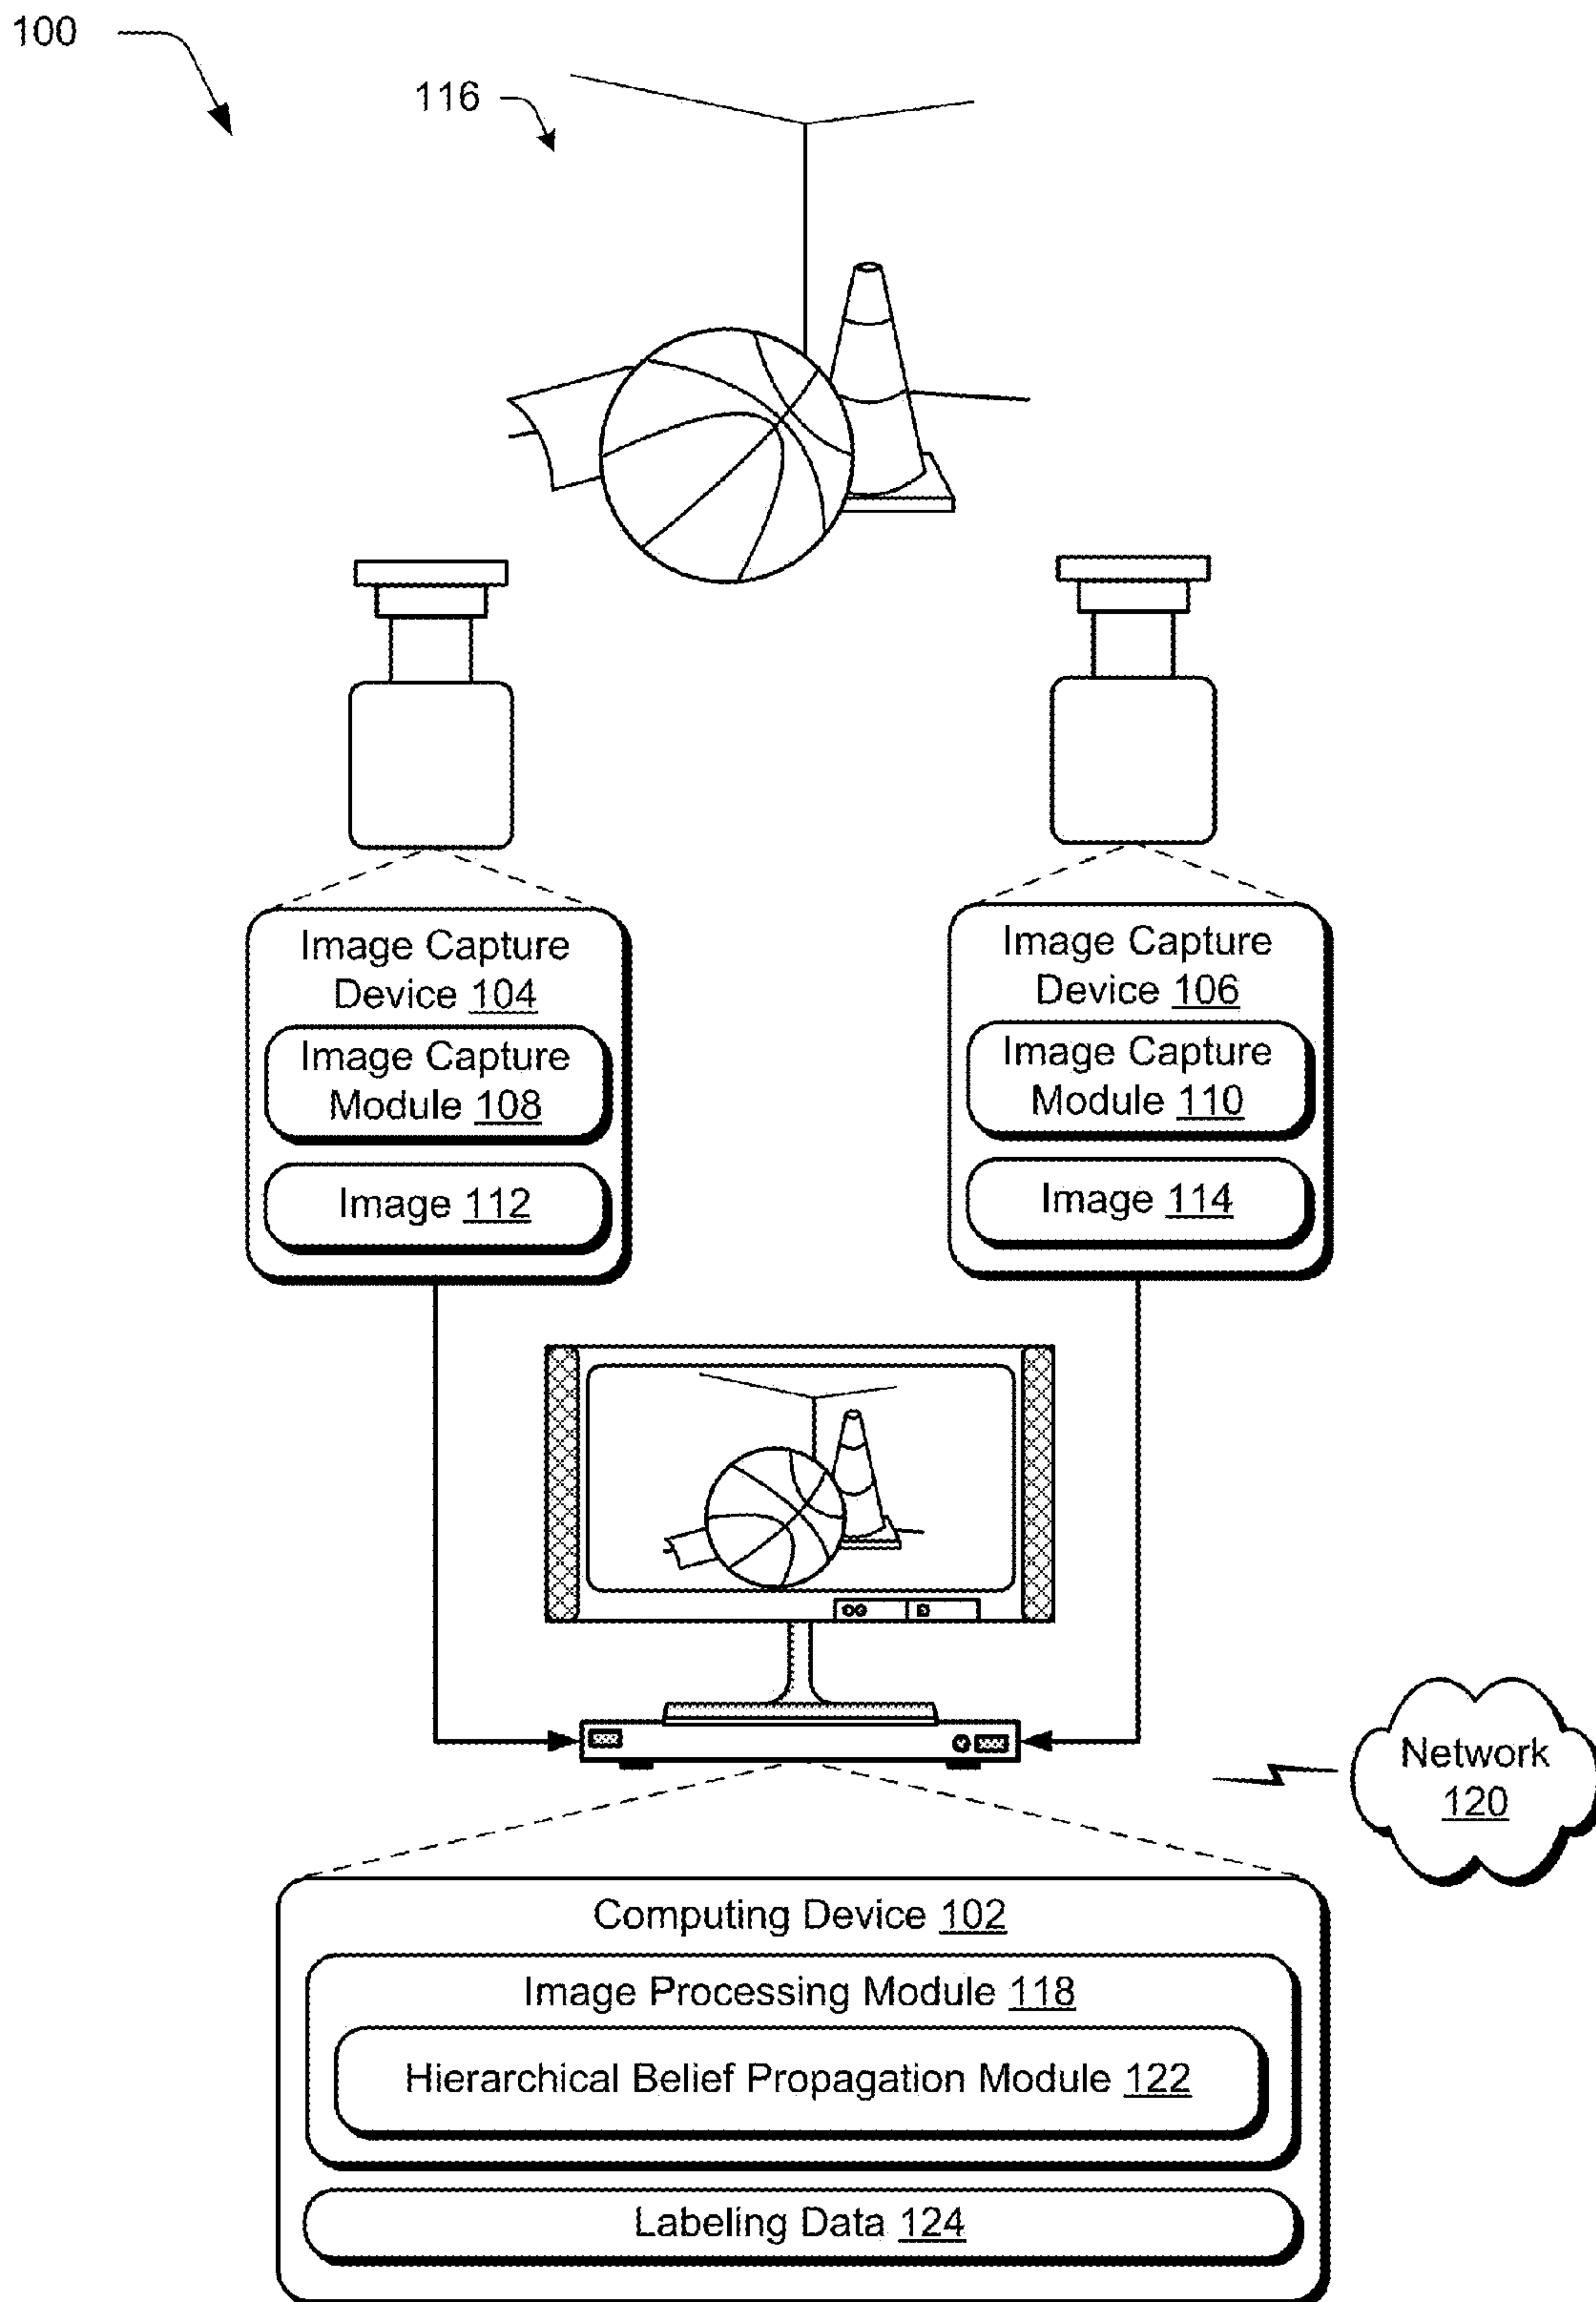 100
116
Image Capture
Device 104
Image Capture
Module 108
Image 112
Image Capture
Device 106
Image Capture
Module 110
Image 114
Network
120
Computing Device 102
Image Processing Module 118
Hierarchical Belief Propagation Module 122
Labeling Data 124